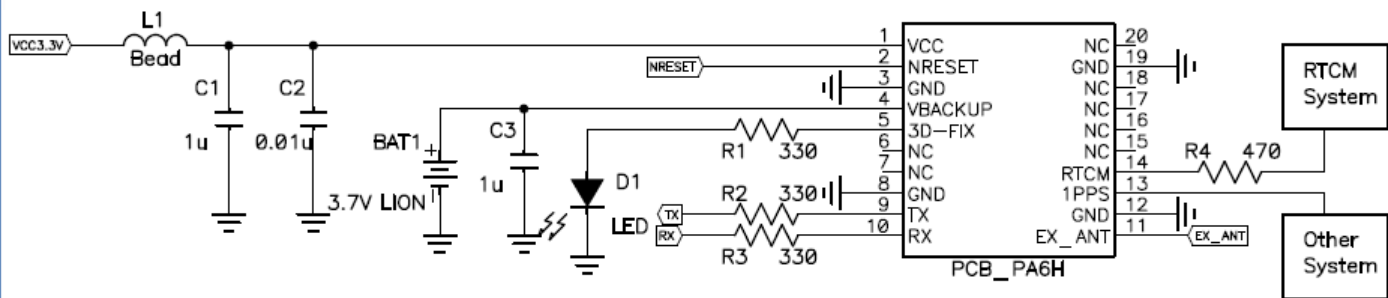 L1
VCC3.3V
Bead
C1
1u
C2
0.01u
BAT1
+
3.7V LION
C3
1u
D1
LED
NRESET
R1 330
R2 330
R3 330
TX
RX
1 VCC
2 NRESET
3 GND
4 VBACKUP
5 3D-FIX
6 NC
7 NC
8 GND
9 TX
10 RX
NC 20
GND 19
NC 18
NC 17
NC 16
NC 15
RTCM 14
1PPS 13
GND 12
EX_ANT 11
PCB_PA6H
R4 470
EX_ANT
RTCM
System
Other
System